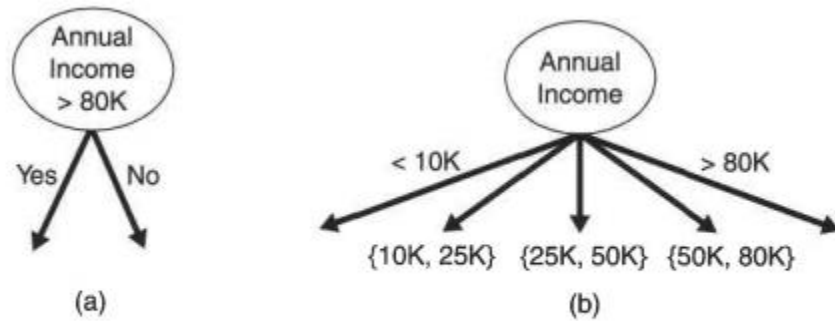 Annual
Income
> 80K
Yes
No
(a)
Annual
Income
< 10K
> 80K
{10K, 25K}
{25K, 50K}
{50K, 80K}
(b)